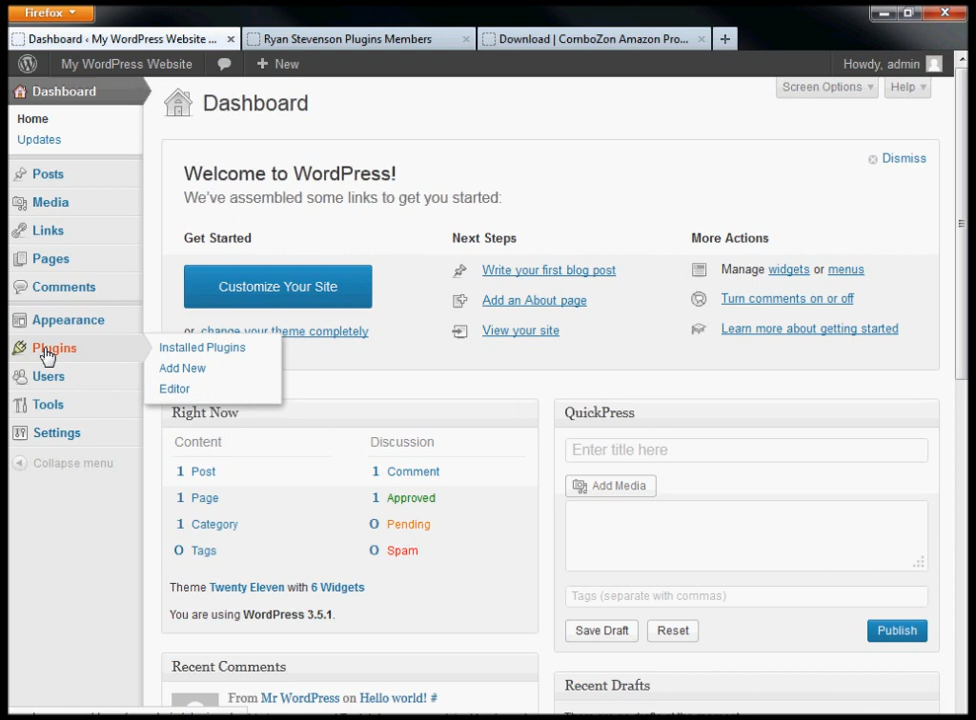 Firefox
Dashboard ‹ My WordPress Website ...
Ryan Stevenson Plugins Members
Download | ComboZon Amazon Pro...
My WordPress Website
New
Howdy, admin
Dashboard
Home
Updates
Posts
Media
Links
Pages
Comments
Appearance
Plugins
Users
Tools
Settings
Collapse menu
Installed Plugins
Add New
Editor
Dashboard
Screen Options
Help
Welcome to WordPress!
We've assembled some links to get you started:
Dismiss
Get Started
Customize Your Site
or change your theme completely
Next Steps
Write your first blog post
Add an About page
View your site
More Actions
Manage widgets or menus
Turn comments on or off
Learn more about getting started
Right Now
Content
Discussion
1 Post
1 Comment
1 Page
1 Approved
1 Category
0 Pending
0 Tags
0 Spam
Theme Twenty Eleven with 6 Widgets
You are using WordPress 3.5.1.
QuickPress
Enter title here
Add Media
Tags (separate with commas)
Save Draft
Reset
Publish
Recent Comments
From Mr WordPress on Hello world! #
Recent Drafts